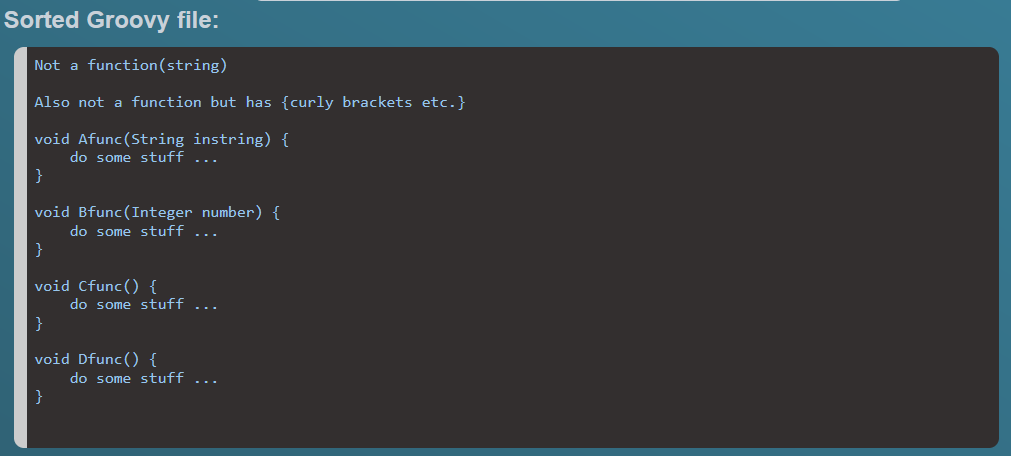 Sorted Groovy file:
Not a function(string)
Also not a function but has {curly brackets etc.}
void Afunc(String instring) {
    do some stuff ...
}
void Bfunc(Integer number) {
    do some stuff ...
}
void Cfunc() {
    do some stuff ...
}
void Dfunc() {
    do some stuff ...
}